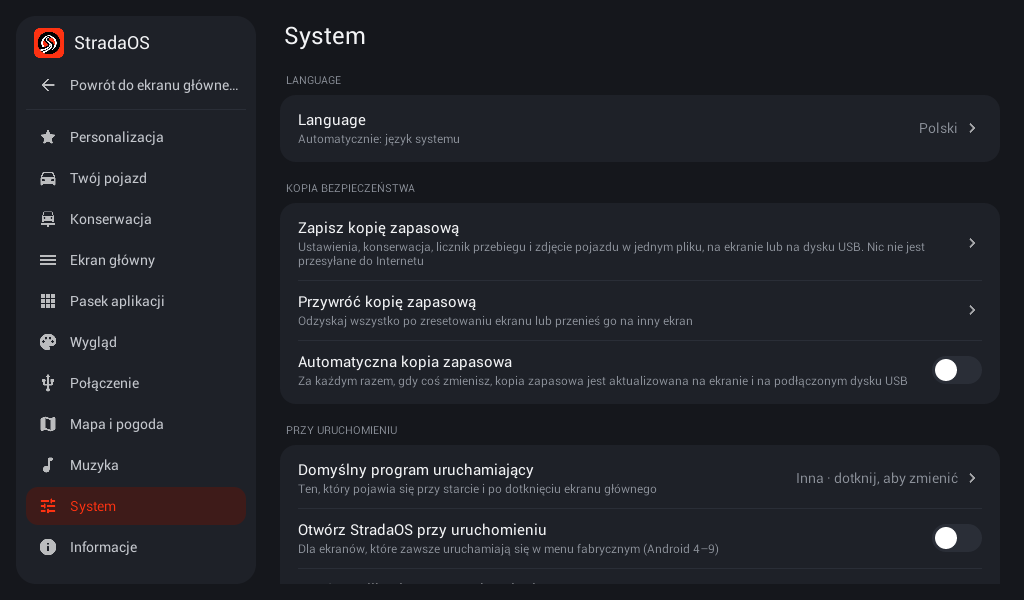 StradaOS
Powrót do ekranu główne...
Personalizacja
Twój pojazd
Konserwacja
Ekran główny
Pasek aplikacji
Wygląd
Połączenie
Mapa i pogoda
Muzyka
System
Informacje
System
LANGUAGE
Language
Automatycznie: język systemu
Polski
KOPIA BEZPIECZEŃSTWA
Zapisz kopię zapasową
Ustawienia, konserwacja, licznik przebiegu i zdjęcie pojazdu w jednym pliku, na ekranie lub na dysku USB. Nic nie jest
przesyłane do Internetu
Przywróć kopię zapasową
Odzyskaj wszystko po zresetowaniu ekranu lub przenieś go na inny ekran
Automatyczna kopia zapasowa
Za każdym razem, gdy coś zmienisz, kopia zapasowa jest aktualizowana na ekranie i na podłączonym dysku USB
PRZY URUCHOMIENIU
Domyślny program uruchamiający
Ten, który pojawia się przy starcie i po dotknięciu ekranu głównego
Inna · dotknij, aby zmienić
Otwórz StradaOS przy uruchomieniu
Dla ekranów, które zawsze uruchamiają się w menu fabrycznym (Android 4–9)